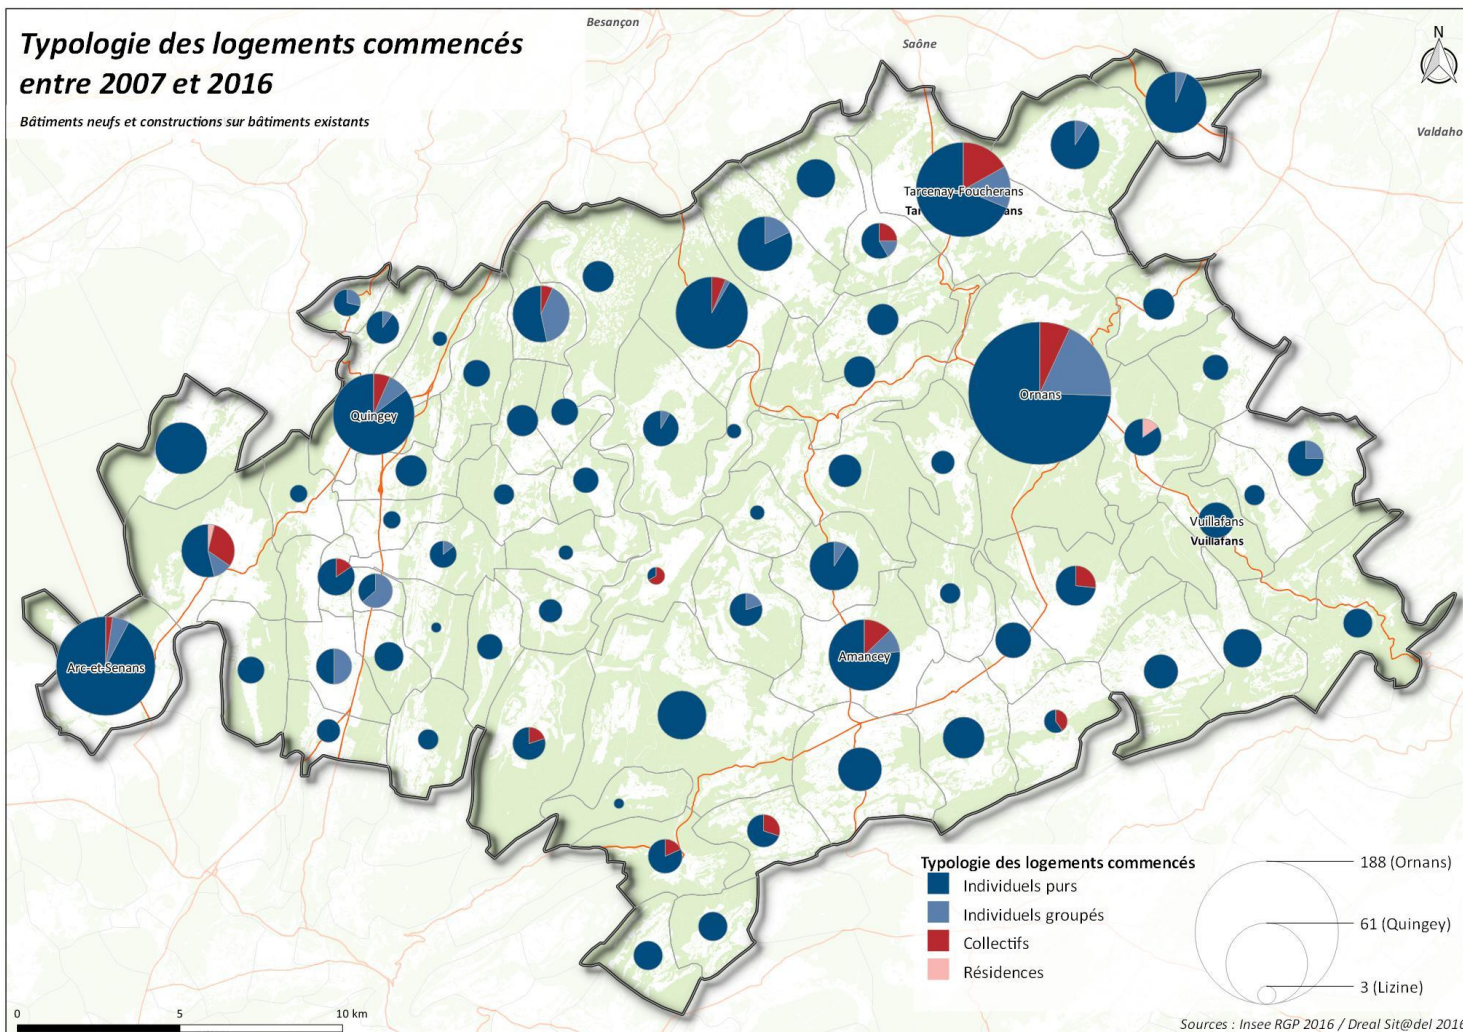 Typologie des logements commencés
entre 2007 et 2016
Bâtiments neufs et constructions sur bâtiments existants
Besançon
Saône
N
Valdaho
Tarcenay-Foucherans
Quingey
Ornans
Vuillafans
Vuillafans
Arc-et-Senans
Amancey
Typologie des logements commencés
Individuels purs
Individuels groupés
Collectifs
Résidences
188 (Ornans)
61 (Quingey)
3 (Lizine)
0 5 10 km
Sources : Insee RGP 2016 / Dreal Sit@del 2016